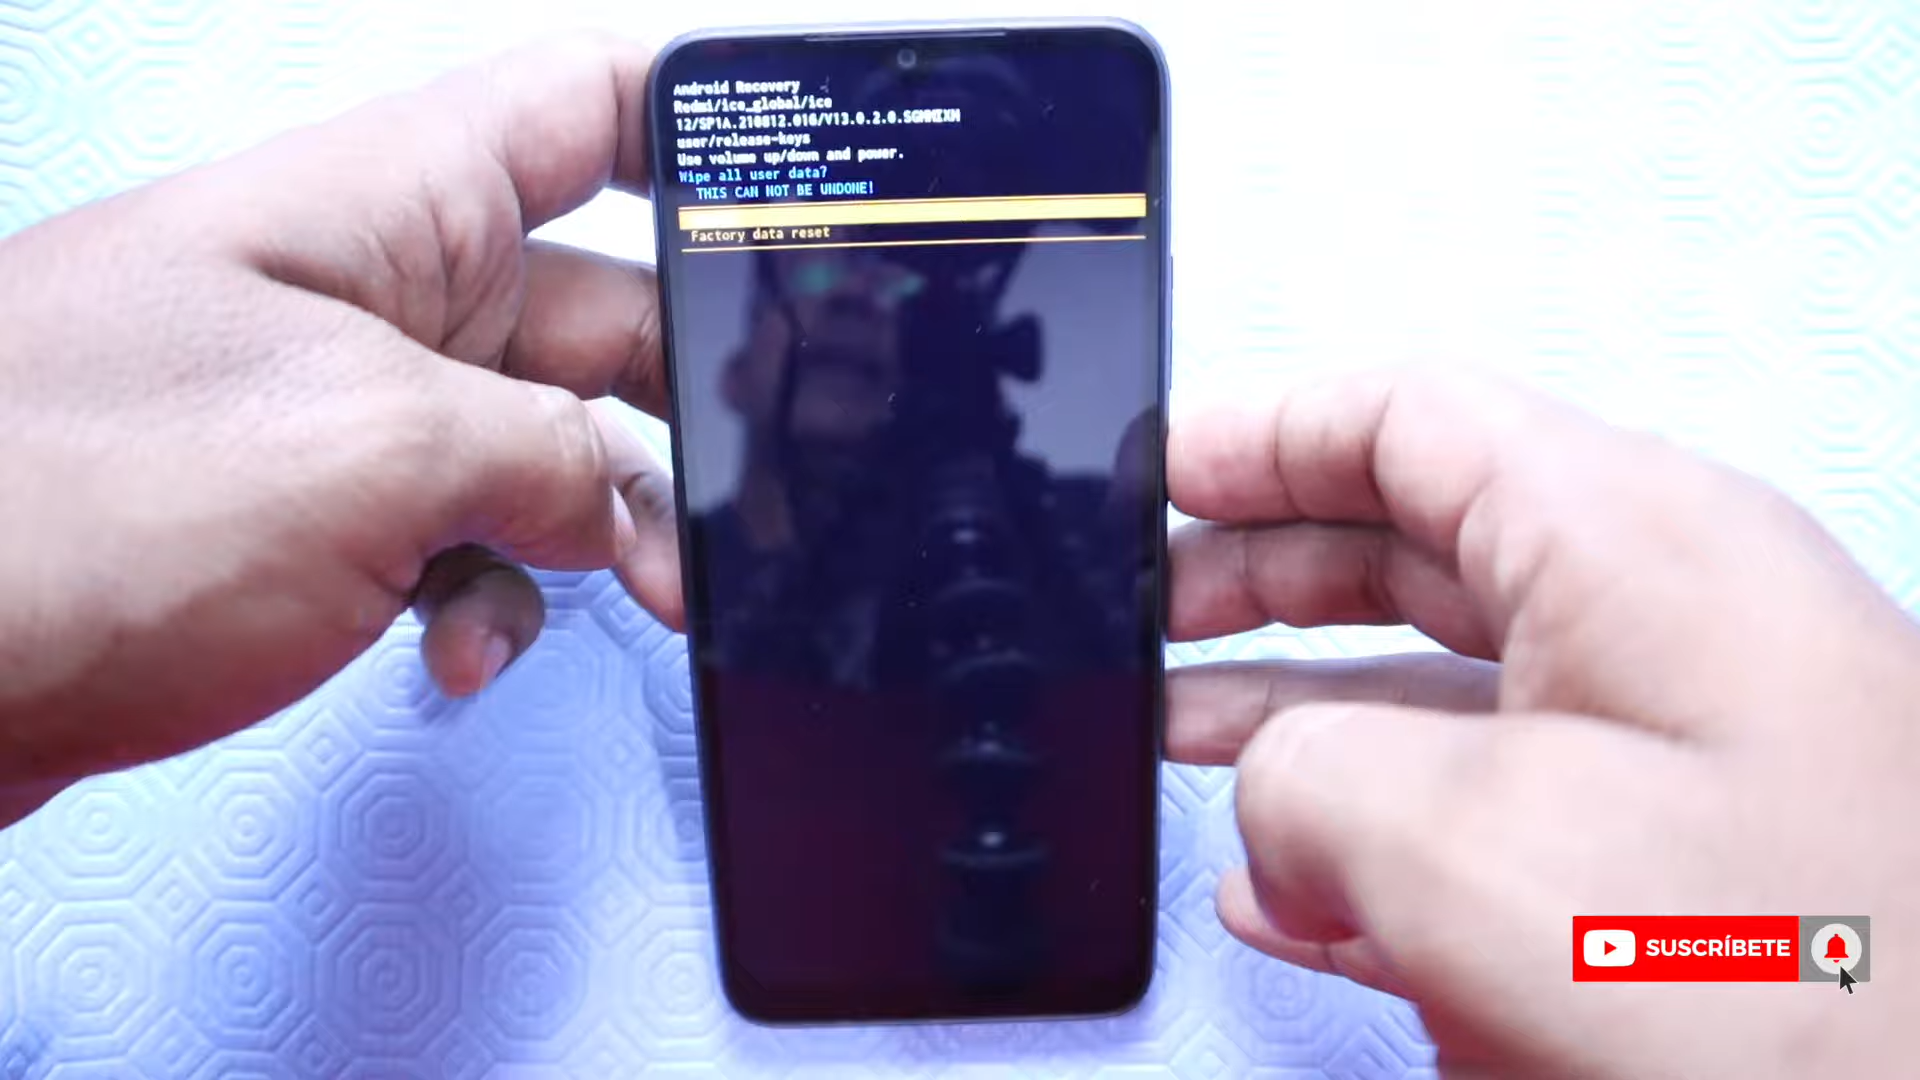 Android Recovery
Redmi/ice_global/ice
12/SP1A.210812.016/V13.0.2.0.SGMMIXM
user/release-keys
Use volume up/down and power.
Wipe all user data?
THIS CAN NOT BE UNDONE!
Factory data reset
SUSCRÍBETE